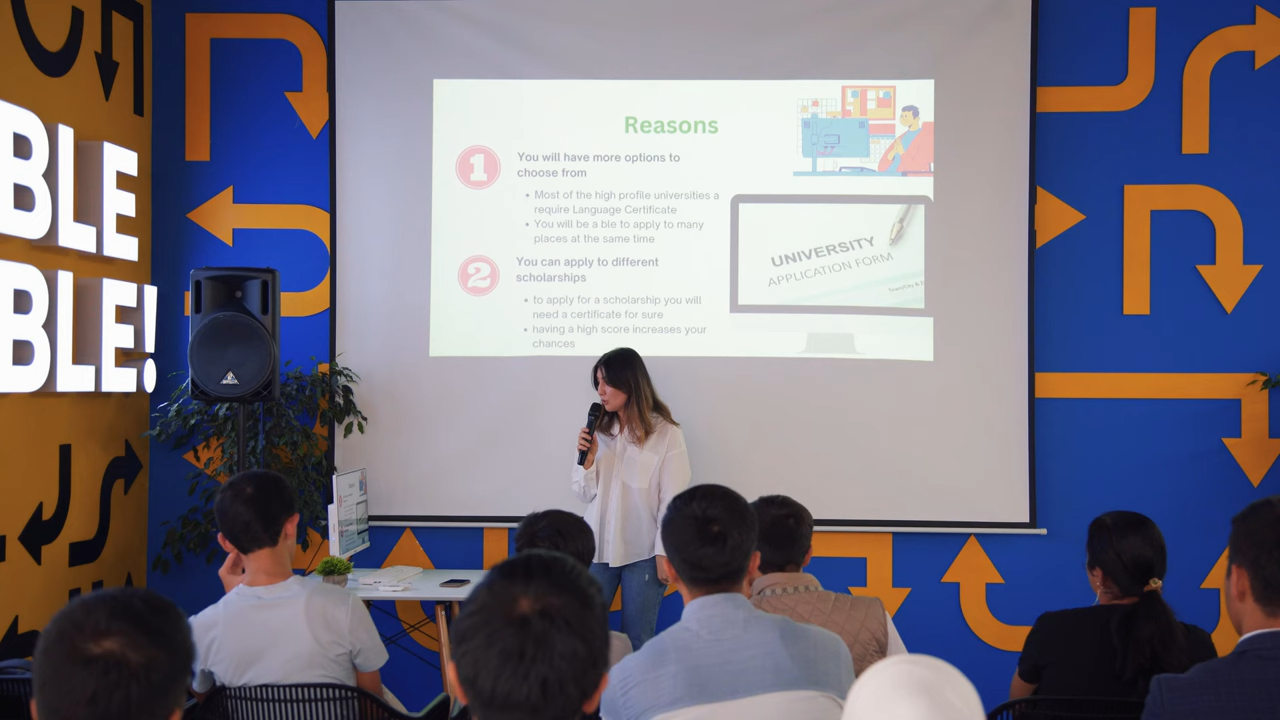 BLE
BLE!
Reasons
1
You will have more options to
choose from
• Most of the high profile universities a
require Language Certificate
• You will be a ble to apply to many
places at the same time
2
You can apply to different
scholarships
• to apply for a scholarship you will
need a certificate for sure
• having a high score increases your
chances
UNIVERSITY
APPLICATION FORM